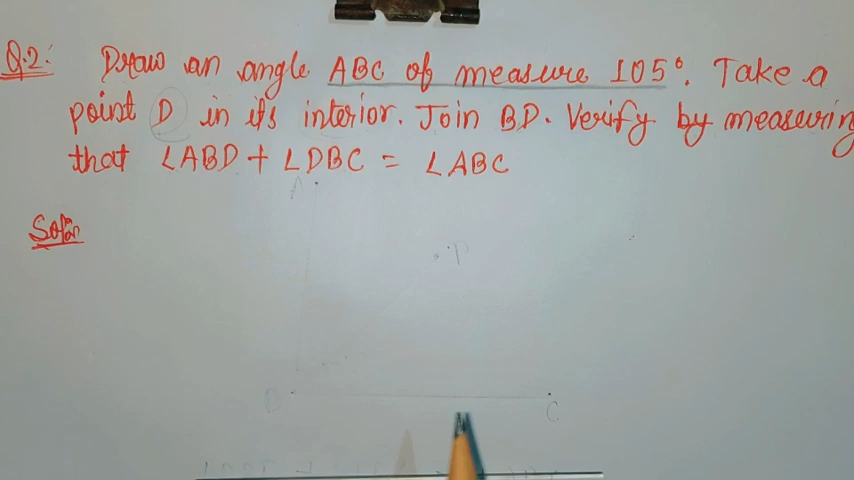 Q.2. Draw an angle ABC of measure 105°. Take a
point D in its interior. Join BD. Verify by measuring
that ∠ABD + ∠DBC = ∠ABC
Soln
A
C